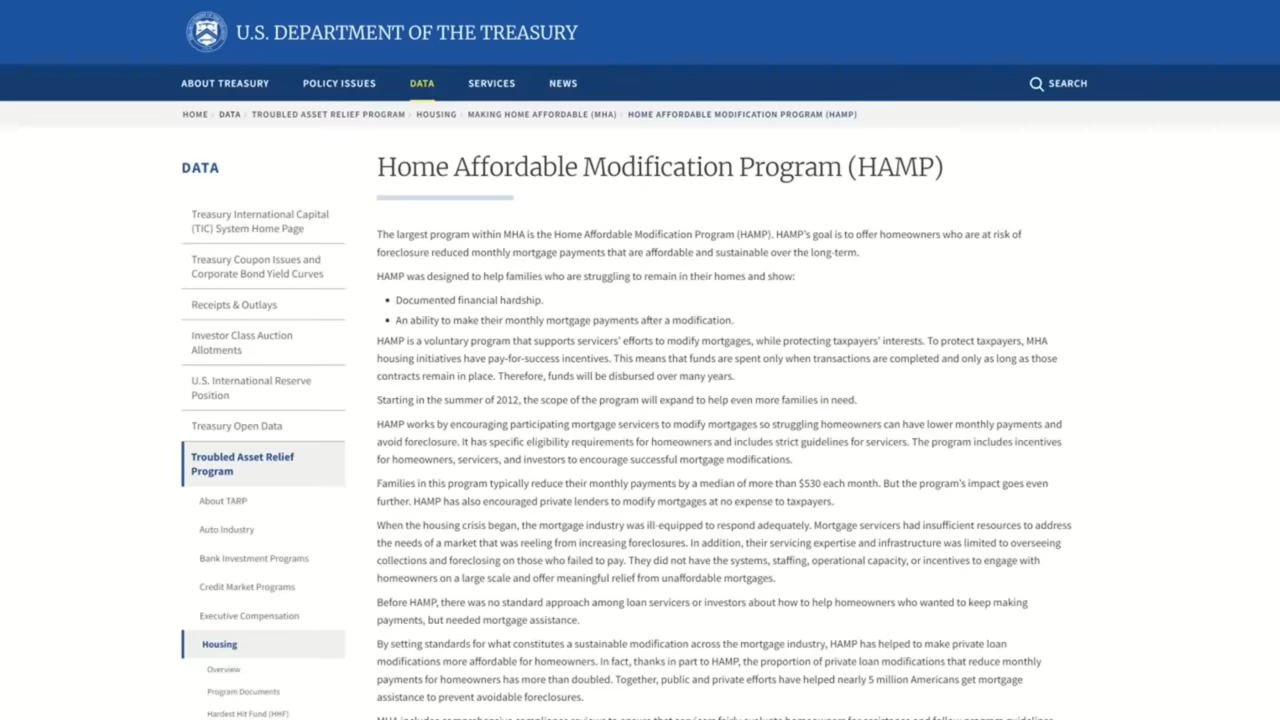 U.S. DEPARTMENT OF THE TREASURY
ABOUT TREASURY POLICY ISSUES DATA SERVICES NEWS SEARCH
HOME DATA TROUBLED ASSET RELIEF PROGRAM HOUSING MAKING HOME AFFORDABLE (MHA) HOME AFFORDABLE MODIFICATION PROGRAM (HAMP)
DATA
Treasury International Capital
(TIC) System Home Page
Treasury Coupon Issues and
Corporate Bond Yield Curves
Receipts & Outlays
Investor Class Auction
Allotments
U.S. International Reserve
Position
Treasury Open Data
Troubled Asset Relief
Program
About TARP
Auto Industry
Bank Investment Programs
Credit Market Programs
Executive Compensation
Housing
Overview
Program Documents
Hardest Hit Fund (HHF)
Home Affordable Modification Program (HAMP)
The largest program within MHA is the Home Affordable Modification Program (HAMP). HAMP's goal is to offer homeowners who are at risk of
foreclosure reduced monthly mortgage payments that are affordable and sustainable over the long-term.
HAMP was designed to help families who are struggling to remain in their homes and show:
• Documented financial hardship.
• An ability to make their monthly mortgage payments after a modification.
HAMP is a voluntary program that supports servicers' efforts to modify mortgages, while protecting taxpayers' interests. To protect taxpayers, MHA
housing initiatives have pay-for-success incentives. This means that funds are spent only when transactions are completed and only as long as those
contracts remain in place. Therefore, funds will be disbursed over many years.
Starting in the summer of 2012, the scope of the program will expand to help even more families in need.
HAMP works by encouraging participating mortgage servicers to modify mortgages so struggling homeowners can have lower monthly payments and
avoid foreclosure. It has specific eligibility requirements for homeowners and includes strict guidelines for servicers. The program includes incentives
for homeowners, servicers, and investors to encourage successful mortgage modifications.
Families in this program typically reduce their monthly payments by a median of more than $530 each month. But the program's impact goes even
further. HAMP has also encouraged private lenders to modify mortgages at no expense to taxpayers.
When the housing crisis began, the mortgage industry was ill-equipped to respond adequately. Mortgage servicers had insufficient resources to address
the needs of a market that was reeling from increasing foreclosures. In addition, their servicing expertise and infrastructure was limited to overseeing
collections and foreclosing on those who failed to pay. They did not have the systems, staffing, operational capacity, or incentives to engage with
homeowners on a large scale and offer meaningful relief from unaffordable mortgages.
Before HAMP, there was no standard approach among loan servicers or investors about how to help homeowners who wanted to keep making
payments, but needed mortgage assistance.
By setting standards for what constitutes a sustainable modification across the mortgage industry, HAMP has helped to make private loan
modifications more affordable for homeowners. In fact, thanks in part to HAMP, the proportion of private loan modifications that reduce monthly
payments for homeowners has more than doubled. Together, public and private efforts have helped nearly 5 million Americans get mortgage
assistance to prevent avoidable foreclosures.
MHA includes comprehensive compliance reviews to ensure that servicers fairly evaluate homeowners for assistance and follow program guidelines